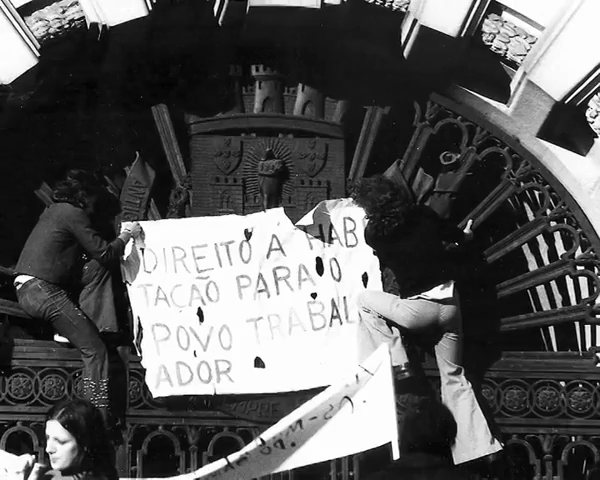 DIREITO A HAB
TAÇÃO PARA O
POVO TRABAL
ADOR